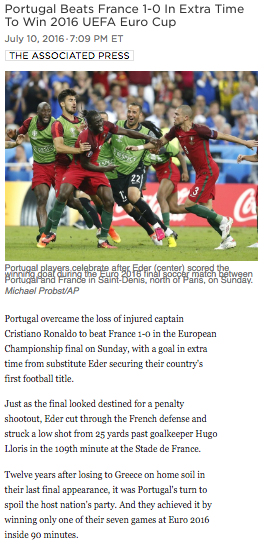 Portugal Beats France 1-0 In Extra Time
To Win 2016 UEFA Euro Cup
July 10, 2016 · 7:09 PM ET
THE ASSOCIATED PRESS
22
3
Portugal players celebrate after Eder (center) scored the
winning goal during the Euro 2016 final soccer match between
Portugal and France in Saint-Denis, north of Paris, on Sunday.
Michael Probst/AP
Portugal overcame the loss of injured captain
Cristiano Ronaldo to beat France 1-0 in the European
Championship final on Sunday, with a goal in extra
time from substitute Eder securing their country's
first football title.
Just as the final looked destined for a penalty
shootout, Eder cut through the French defense and
struck a low shot from 25 yards past goalkeeper Hugo
Lloris in the 109th minute at the Stade de France.
Twelve years after losing to Greece on home soil in
their last final appearance, it was Portugal's turn to
spoil the host nation's party. And they achieved it by
winning only one of their seven games at Euro 2016
inside 90 minutes.